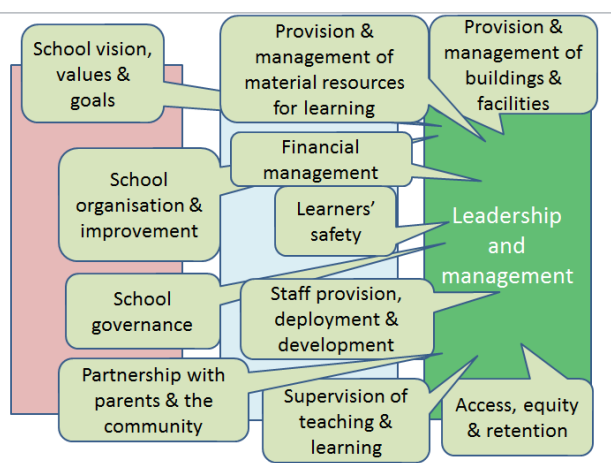 School vision,
values &
goals
Provision &
management of
material resources
for learning
Provision &
management of
buildings &
facilities
Financial
management
School
organisation &
improvement
Learners’
safety
Leadership
and
management
School
governance
Staff provision,
deployment &
development
Partnership with
parents & the
community
Supervision of
teaching &
learning
Access, equity
& retention